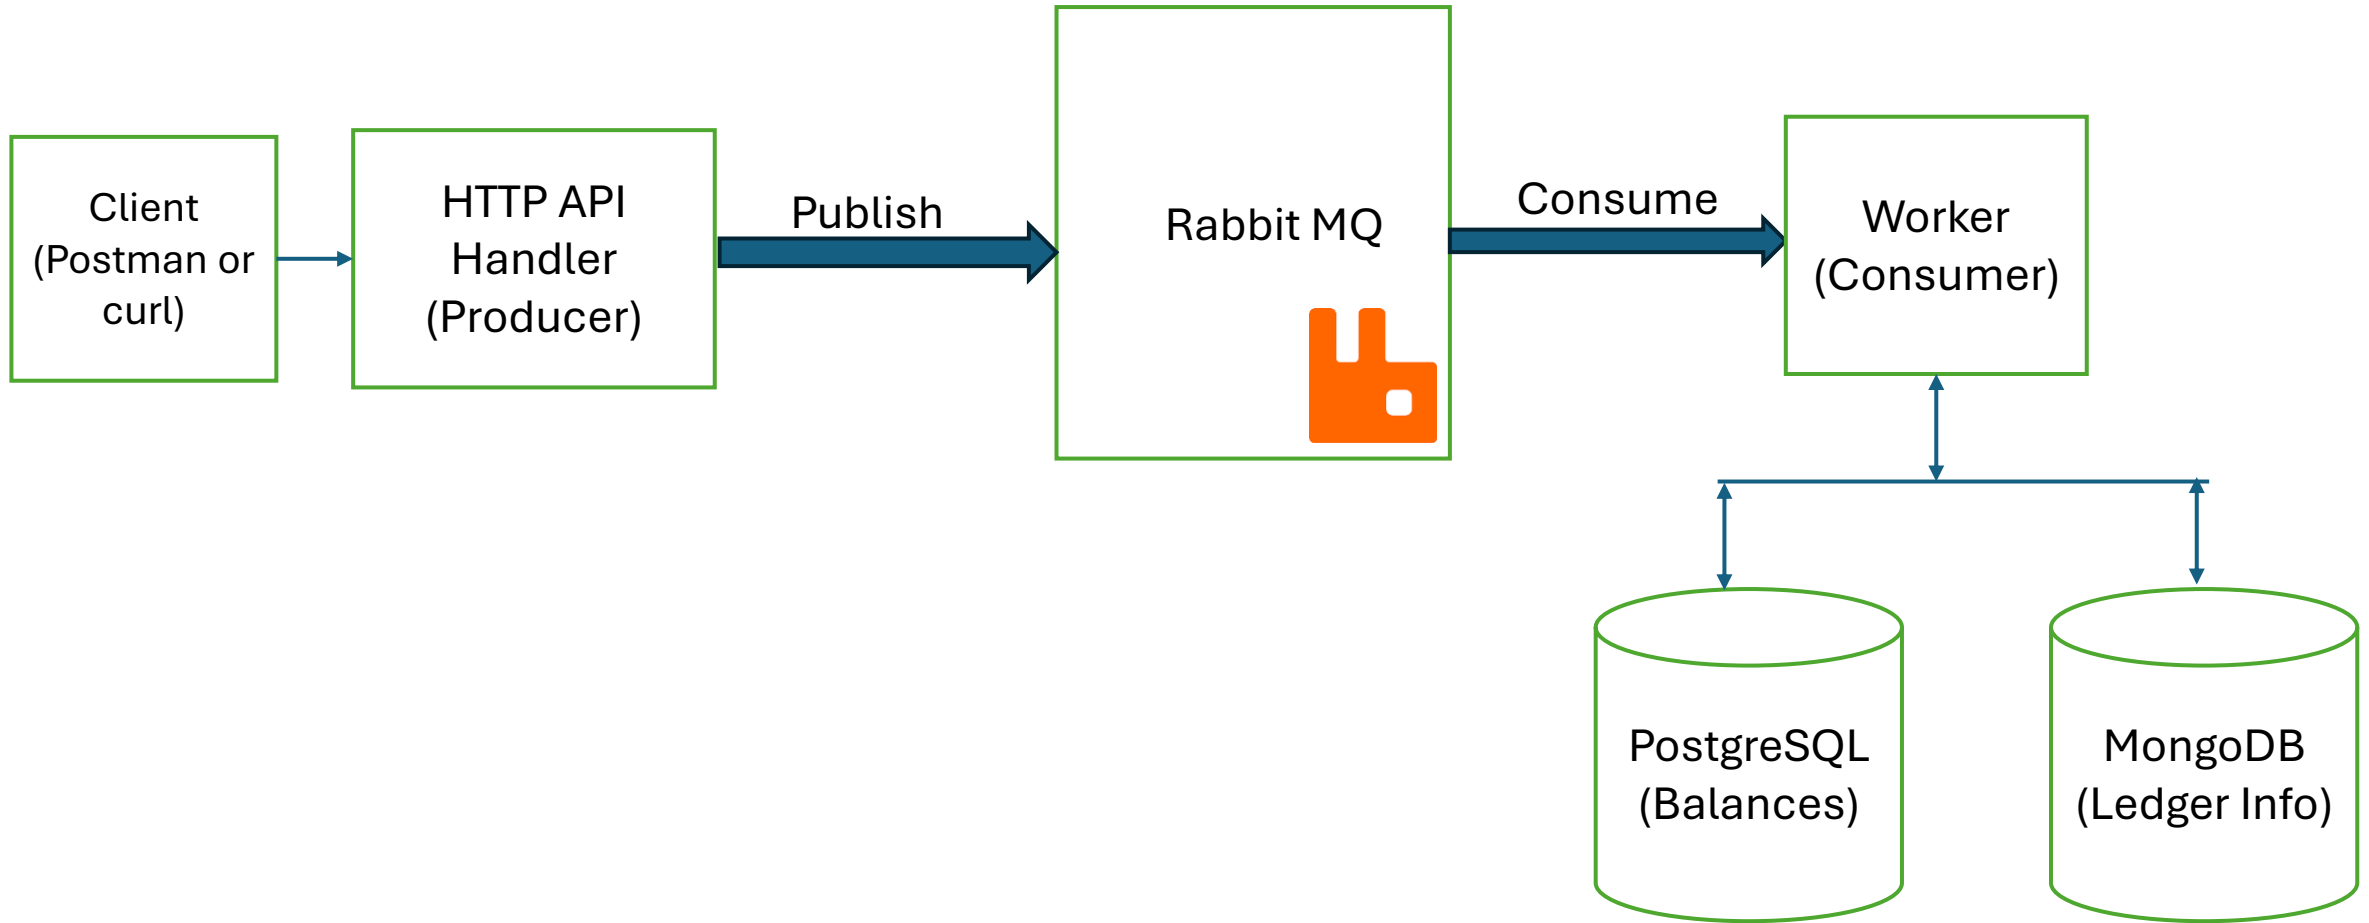 Client
(Postman or
curl)
HTTP API
Handler
(Producer)
Publish
Rabbit MQ
Consume
Worker
(Consumer)
PostgreSQL
(Balances)
MongoDB
(Ledger Info)